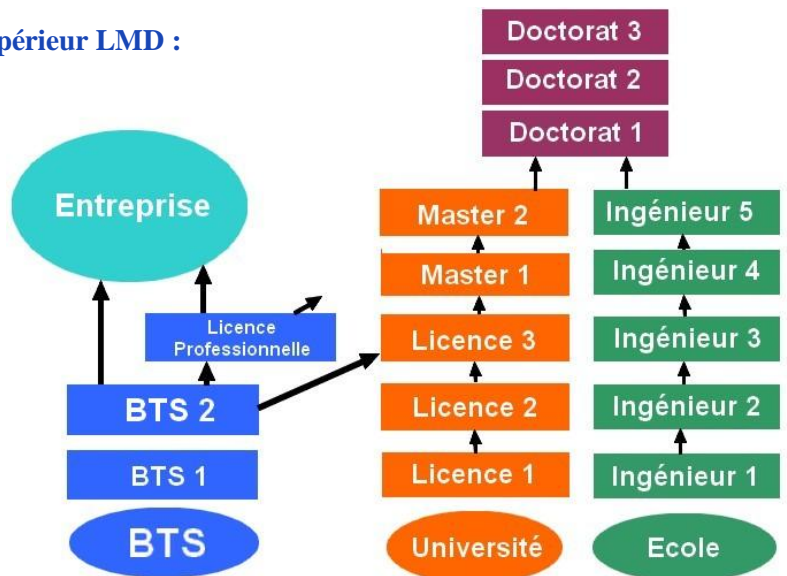 périeur LMD :
Doctorat 3
Doctorat 2
Doctorat 1
Entreprise
Master 2
Ingénieur 5
Master 1
Ingénieur 4
Licence
Professionnelle
Licence 3
Ingénieur 3
BTS 2
Licence 2
Ingénieur 2
BTS 1
Licence 1
Ingénieur 1
BTS
Université
Ecole